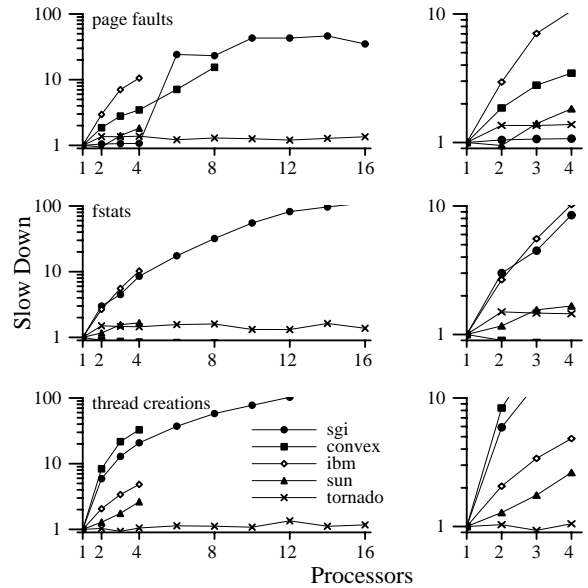 page faults
100
10
1
1 2 4 8 12 16
10
1
1 2 3 4
fstats
100
10
1
1 2 4 8 12 16
10
1
1 2 3 4
Slow Down
thread creations
100
10
1
1 2 4 8 12 16
sgi
convex
ibm
sun
tornado
10
1
1 2 3 4
Processors